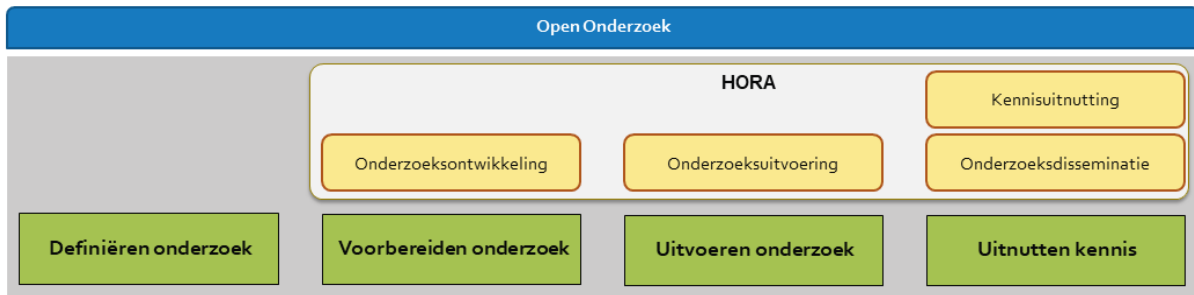 Open Onderzoek
HORA
Kennisuitnutting
Onderzoeksontwikkeling
Onderzoeksuitvoering
Onderzoeksdisseminatie
Definiëren onderzoek
Voorbereiden onderzoek
Uitvoeren onderzoek
Uitnutten kennis